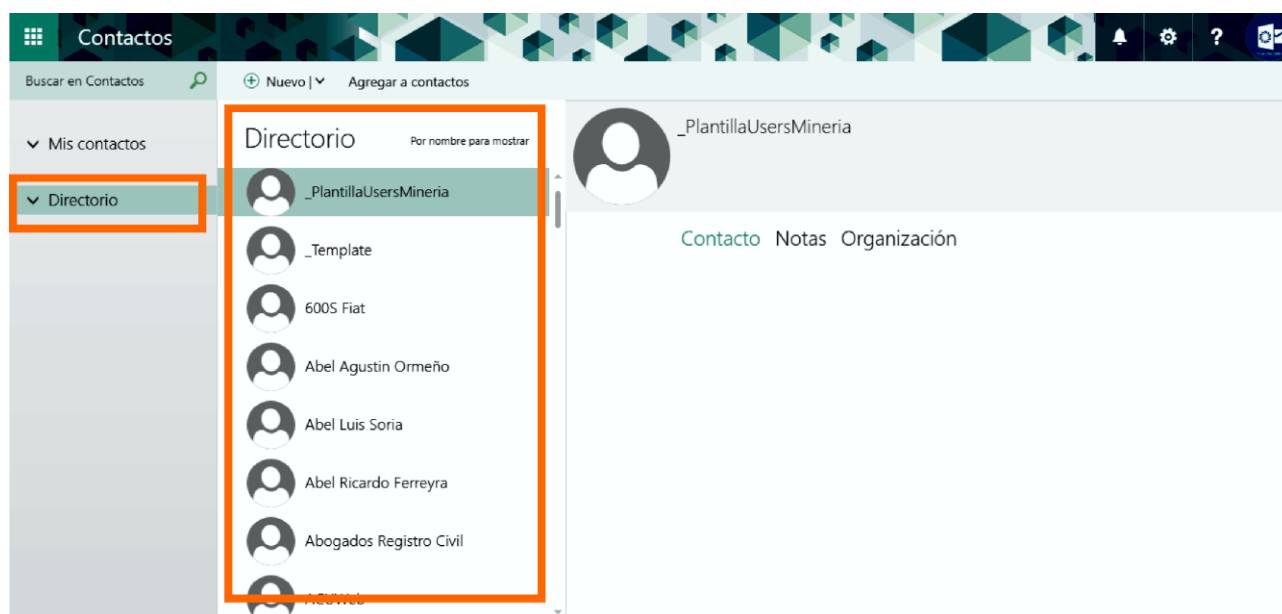 Contactos
?
Buscar en Contactos
Nuevo | Agregar a contactos
Mis contactos
Directorio
Directorio Por nombre para mostrar
_PlantillaUsersMineria
_Template
600S Fiat
Abel Agustin Ormeño
Abel Luis Soria
Abel Ricardo Ferreyra
Abogados Registro Civil
_PlantillaUsersMineria
Contacto Notas Organización